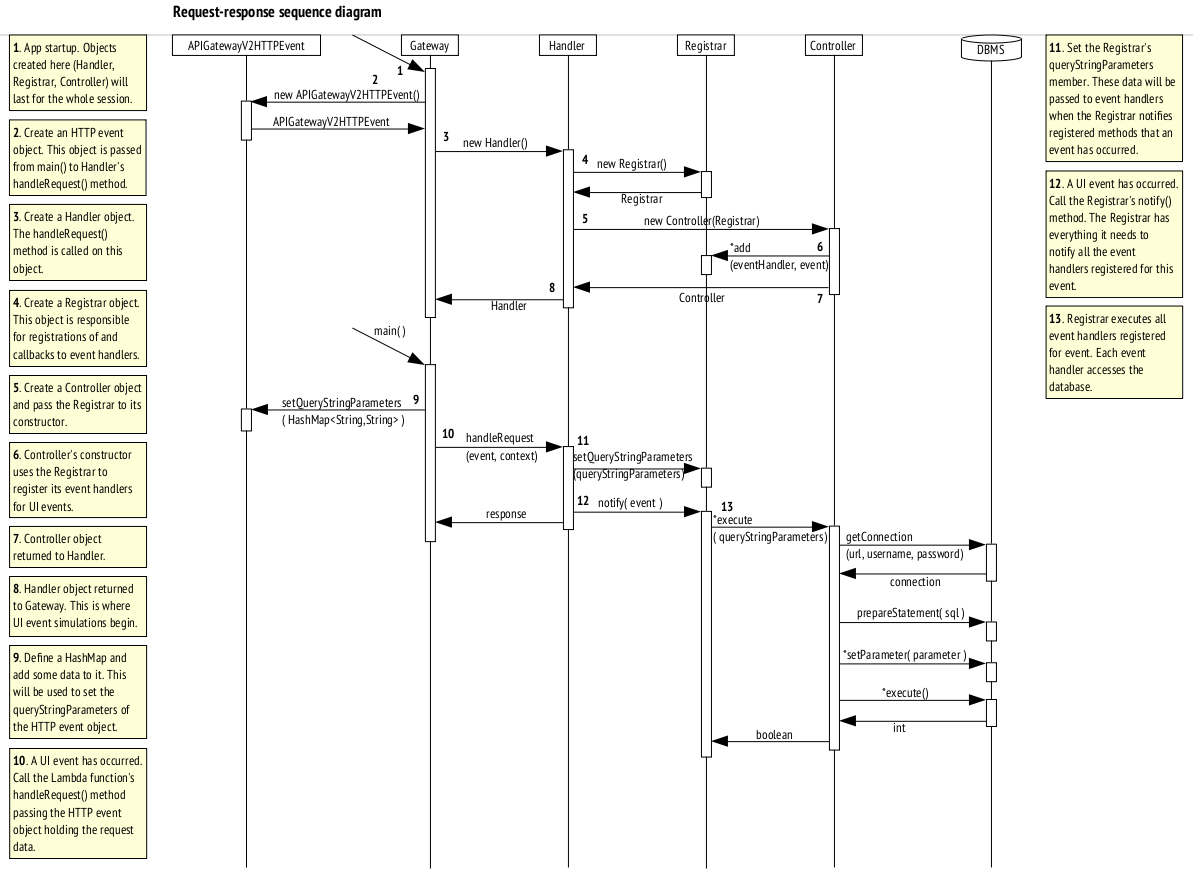 Request-response sequence diagram
1. App startup. Objects
created here (Handler,
Registrar, Controller) will
last for the whole session.
2. Create an HTTP event
object. This object is passed
from main() to Handler's
handleRequest() method.
3. Create a Handler object.
The handleRequest()
method is called on this
object.
4. Create a Registrar object.
This object is responsible
for registrations of and
callbacks to event handlers.
5. Create a Controller object
and pass the Registrar to its
constructor.
6. Controller's constructor
uses the Registrar to
register its event handlers
for UI events.
7. Controller object
returned to Handler.
8. Handler object returned
to Gateway. This is where
UI event simulations begin.
9. Define a HashMap and
add some data to it. This
will be used to set the
queryStringParameters of
the HTTP event object.
10. A UI event has occurred.
Call the Lambda function's
handleRequest() method
passing the HTTP event
object holding the request
data.
APIGatewayV2HTTPEvent
Gateway
Handler
Registrar
Controller
DBMS
1
2
new APIGatewayV2HTTPEvent()
APIGatewayV2HTTPEvent
3
new Handler()
4
new Registrar()
Registrar
5
new Controller(Registrar)
*add
6
(eventHandler, event)
8
Controller
7
Handler
main( )
setQueryStringParameters
9
( HashMap<String,String> )
10
handleRequest
(event, context)
11
setQueryStringParameters
(queryStringParameters)
12
notify( event )
13
response
*execute
( queryStringParameters)
getConnection
(url, username, password)
connection
prepareStatement( sql )
*setParameter( parameter )
*execute()
int
boolean
11. Set the Registrar's
queryStringParameters
member. These data will be
passed to event handlers
when the Registrar notifies
registered methods that an
event has occurred.
12. A UI event has occurred.
Call the Registrar's notify()
method. The Registrar has
everything it needs to
notify all the event
handlers registered for this
event.
13. Registrar executes all
event handlers registered
for event. Each event
handler accesses the
database.